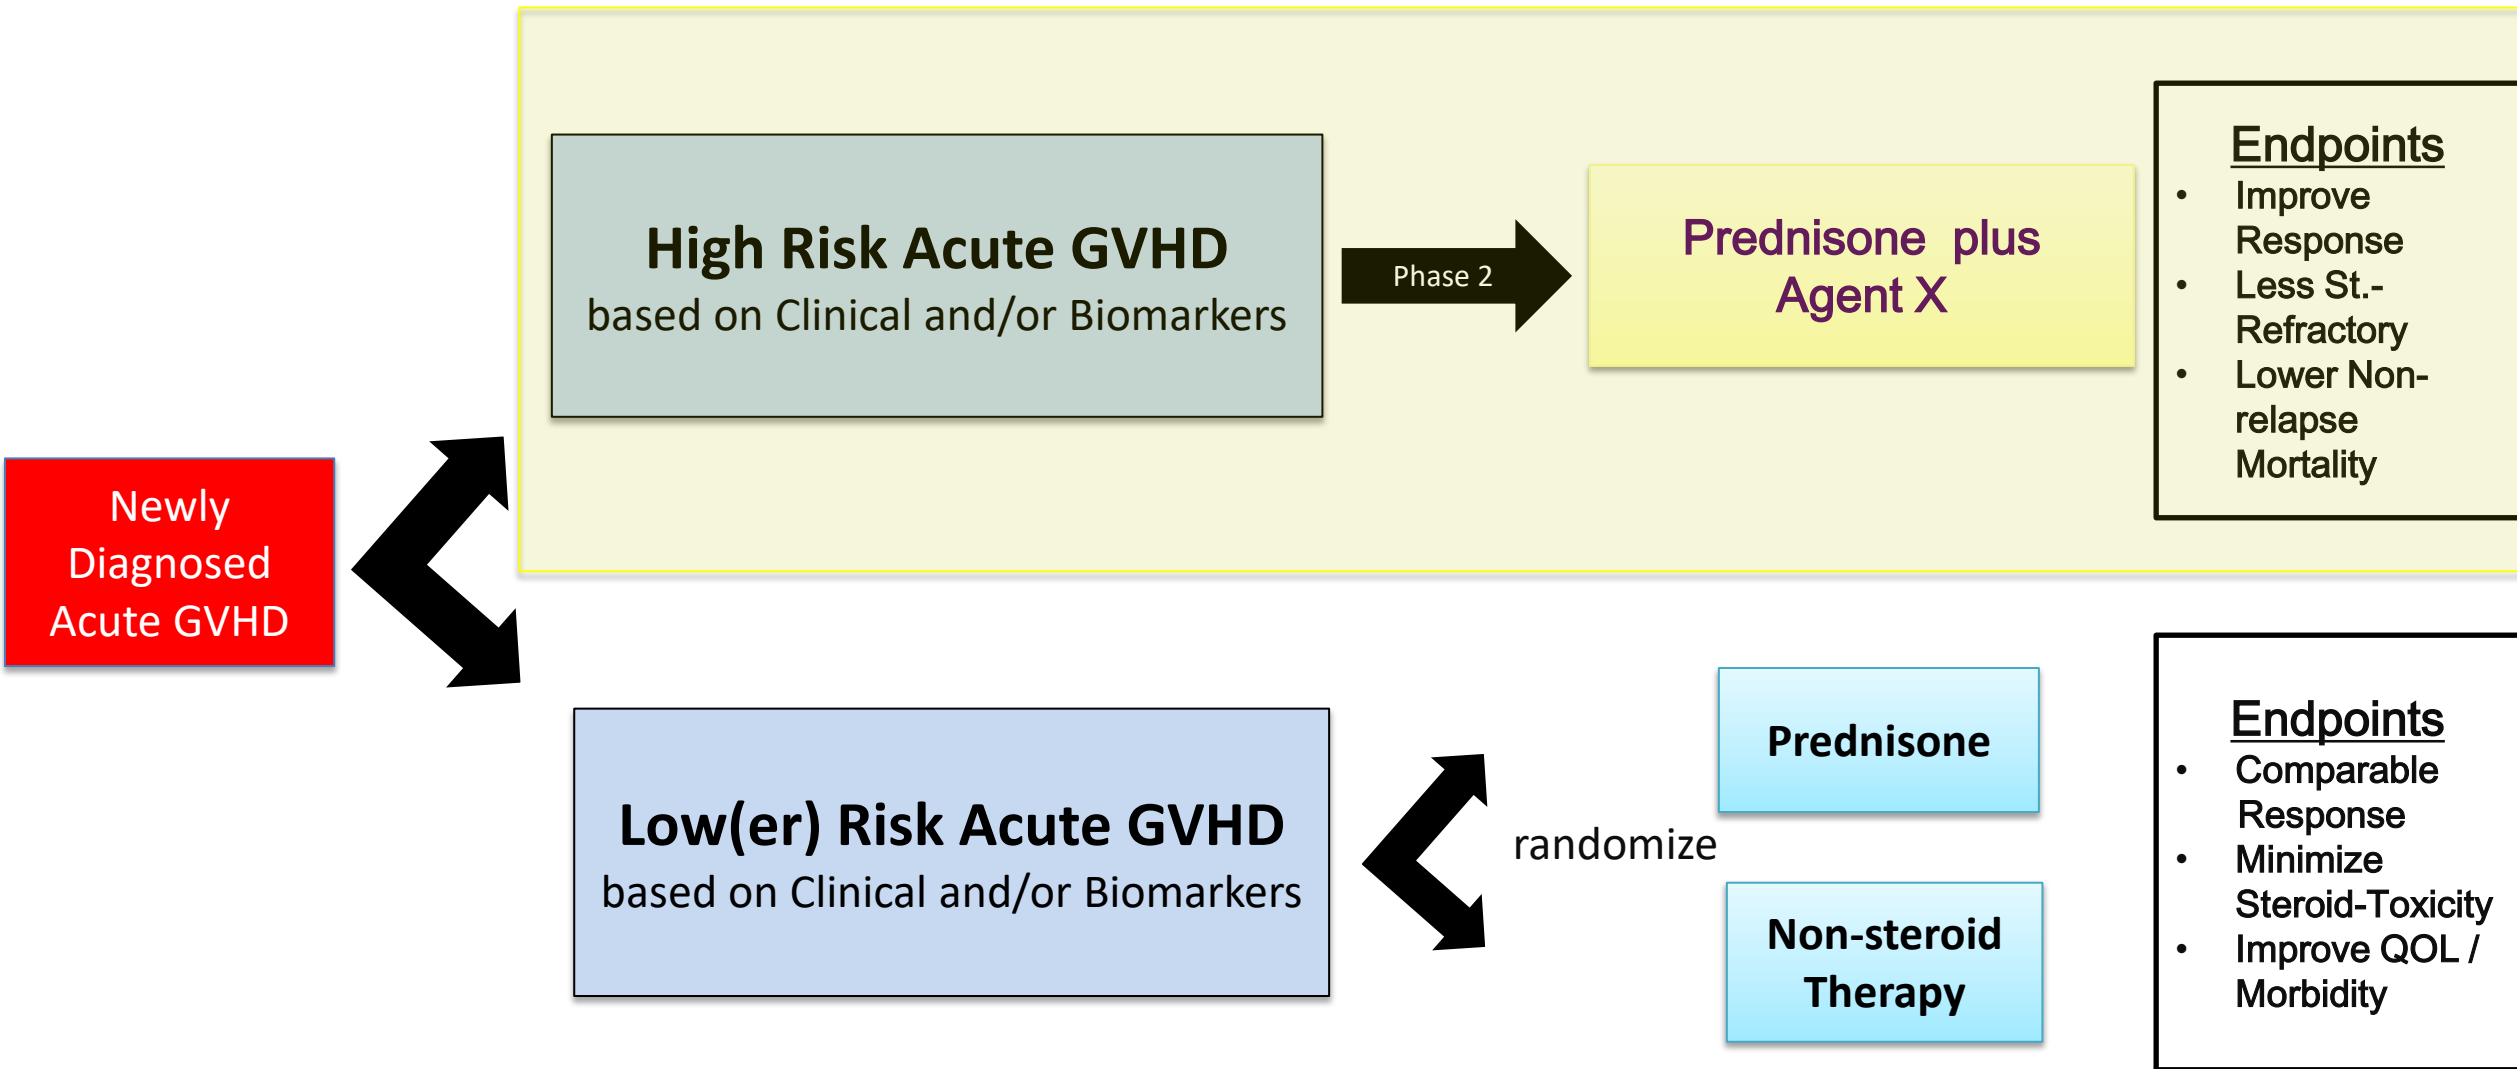 Newly
Diagnosed
Acute GVHD
High Risk Acute GVHD
based on Clinical and/or Biomarkers
Phase 2
Prednisone plus
Agent X
Endpoints
• Improve
Response
• Less St.-
Refractory
• Lower Non-
relapse
Mortality
Low(er) Risk Acute GVHD
based on Clinical and/or Biomarkers
randomize
Prednisone
Non-steroid
Therapy
Endpoints
• Comparable
Response
• Minimize
Steroid-Toxicity
• Improve QOL /
Morbidity